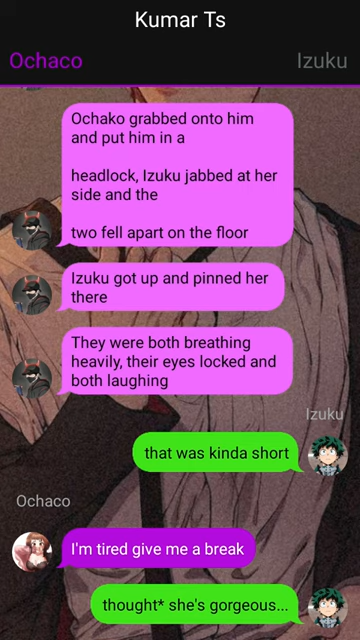 Kumar Ts
Ochaco
Izuku
Ochako grabbed onto him
and put him in a
headlock, Izuku jabbed at her
side and the
two fell apart on the floor
Izuku got up and pinned her
there
They were both breathing
heavily, their eyes locked and
both laughing
Izuku
that was kinda short
Ochaco
I'm tired give me a break
thought* she's gorgeous...